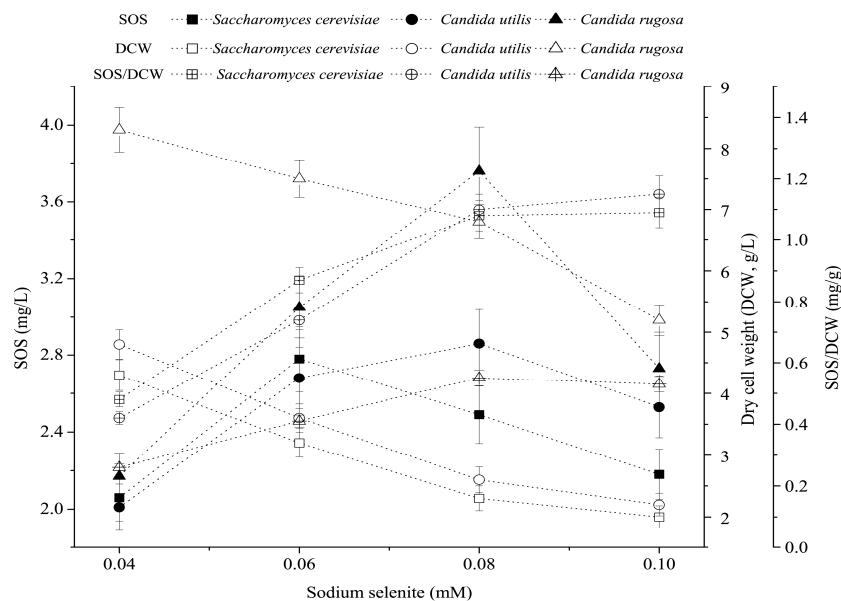 SOS Saccharomyces cerevisiae Candida utilis Candida rugosa
DCW Saccharomyces cerevisiae Candida utilis Candida rugosa
SOS/DCW Saccharomyces cerevisiae Candida utilis Candida rugosa
SOS (mg/L)
4.0
3.6
3.2
2.8
2.4
2.0
0.04 0.06 0.08 0.10
Sodium selenite (mM)
9
8
7
6
5
4
3
2
Dry cell weight (DCW, g/L)
1.4
1.2
1.0
0.8
0.6
0.4
0.2
0.0
SOS/DCW (mg/g)